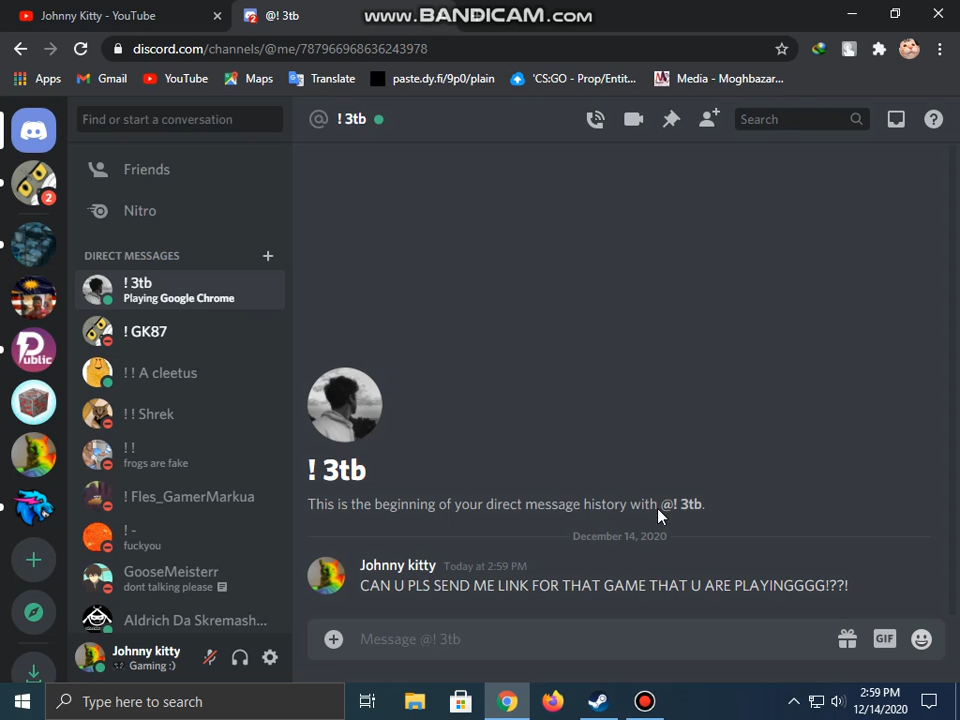 Johnny Kitty - YouTube
@! 3tb
www.BANDICAM.com
discord.com/channels/@me/787966968636243978
Apps
Gmail
YouTube
Maps
Translate
paste.dy.fi/9p0/plain
'CS:GO - Prop/Entit...
Media - Moghbazar...
Find or start a conversation
! 3tb
Search
2
Friends
Nitro
DIRECT MESSAGES
! 3tb
Playing Google Chrome
! GK87
! ! A cleetus
! ! Shrek
! !
frogs are fake
! Fles_GamerMarkua
! -
fuckyou
GooseMeisterr
dont talking please
Aldrich Da Skremash...
Johnny kitty
Gaming :)
PUBLIC
! 3tb
This is the beginning of your direct message history with @! 3tb.
December 14, 2020
Johnny kitty Today at 2:59 PM
CAN U PLS SEND ME LINK FOR THAT GAME THAT U ARE PLAYINGGGG!??!
Message @! 3tb
GIF
Type here to search
2:59 PM
12/14/2020